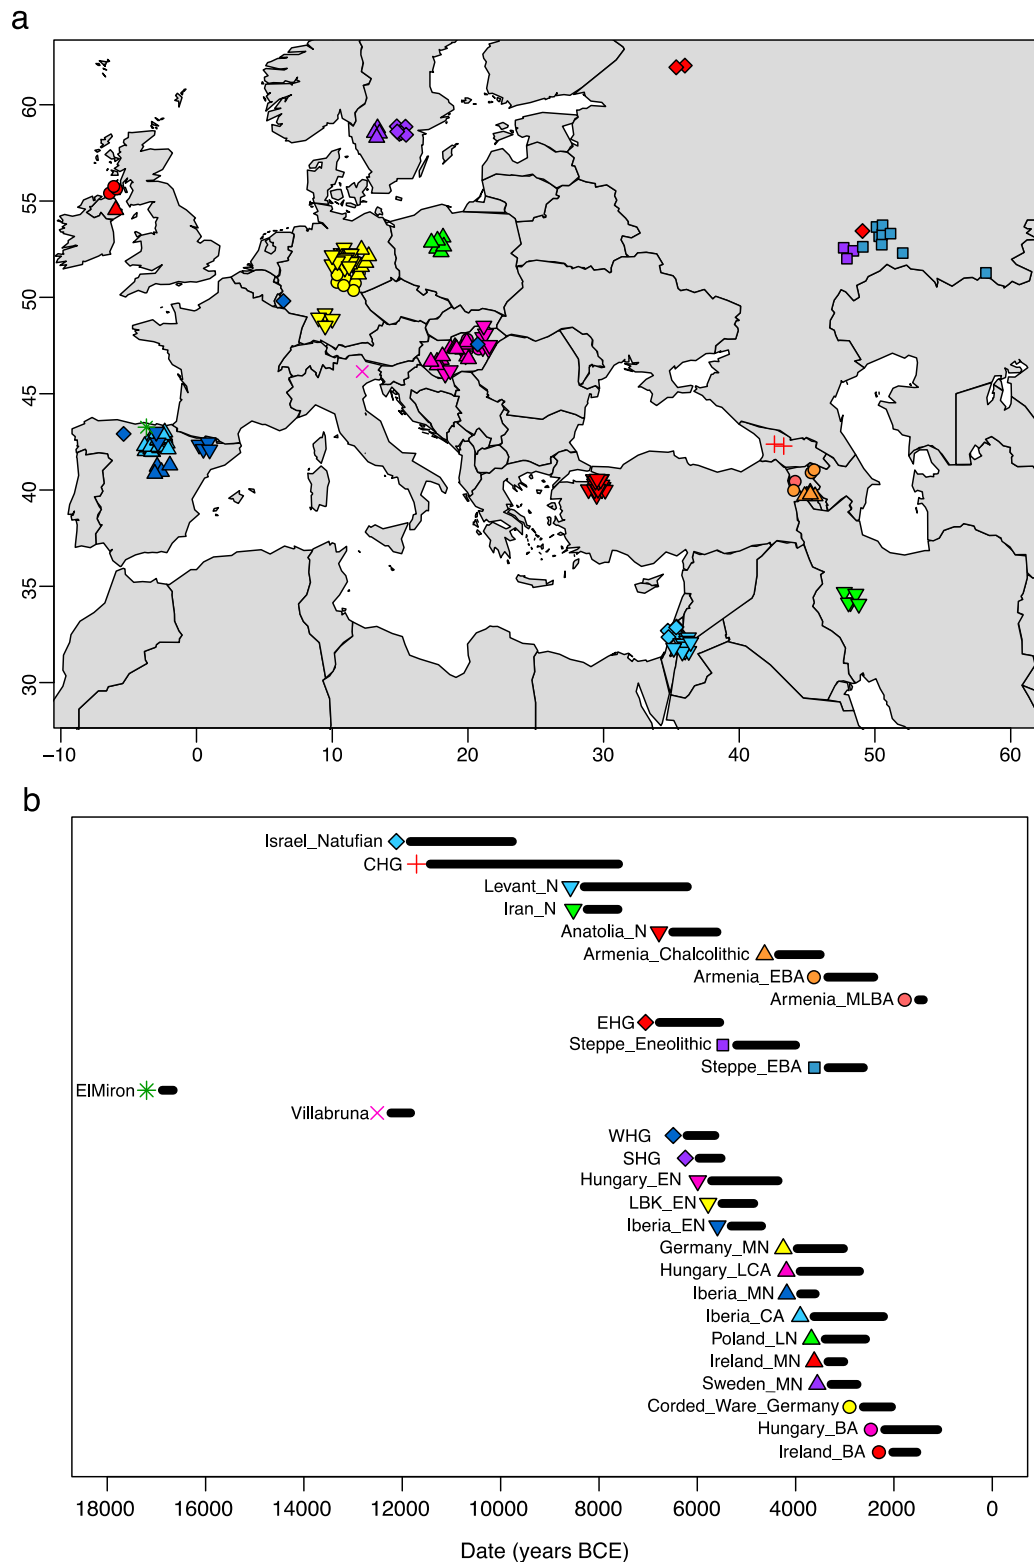 a
60
55
50
45
40
35
30
−10 0 10 20 30 40 50 60
b
Israel_Natufian
CHG
Levant_N
Iran_N
Anatolia_N
Armenia_Chalcolithic
Armenia_EBA
Armenia_MLBA
EHG
Steppe_Eneolithic
Steppe_EBA
ElMiron
Villabruna
WHG
SHG
Hungary_EN
LBK_EN
Iberia_EN
Germany_MN
Hungary_LCA
Iberia_MN
Iberia_CA
Poland_LN
Ireland_MN
Sweden_MN
Corded_Ware_Germany
Hungary_BA
Ireland_BA
18000 16000 14000 12000 10000 8000 6000 4000 2000 0
Date (years BCE)